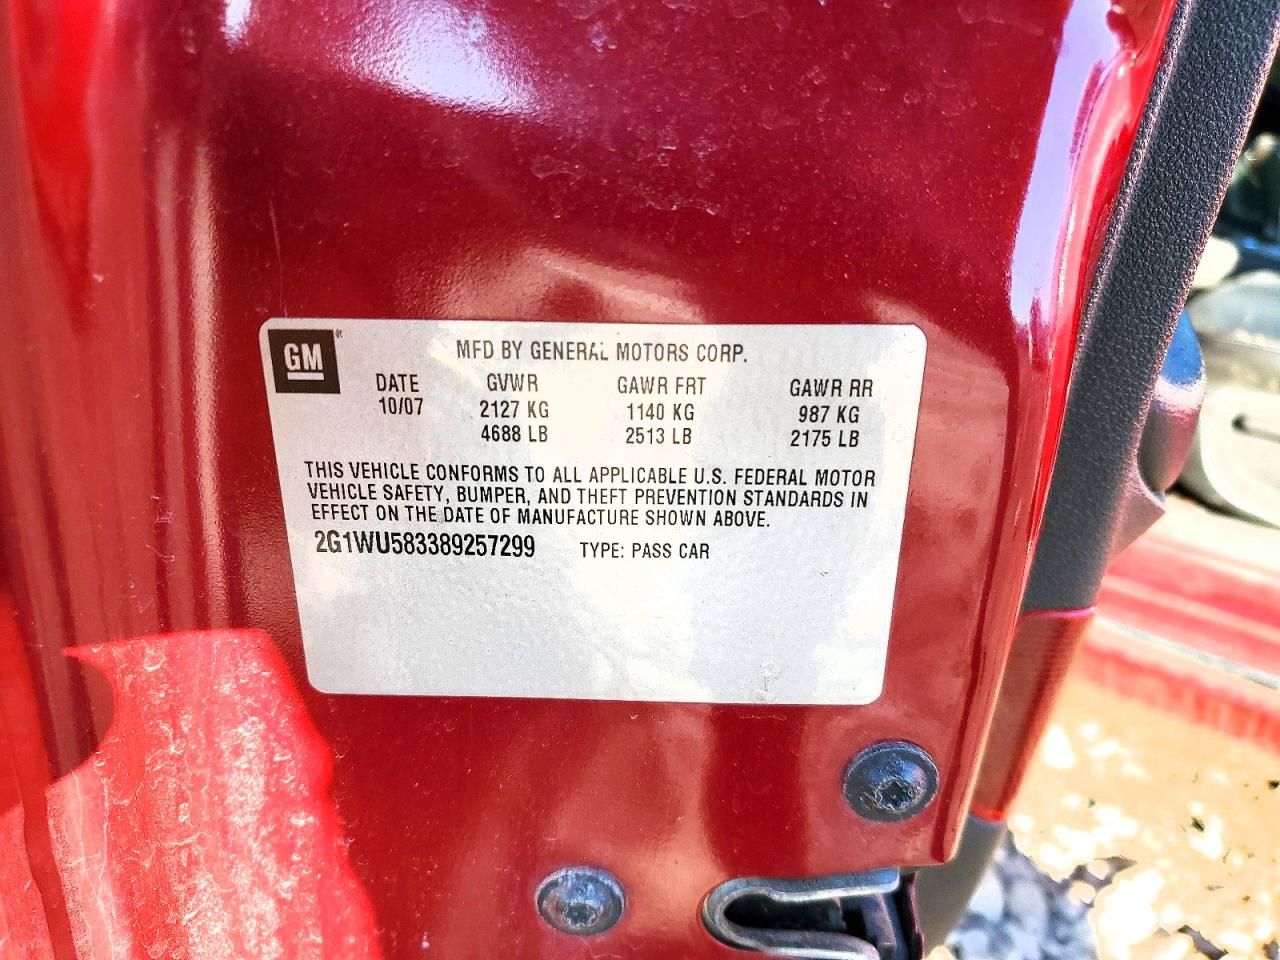 GM
MFD BY GENERAL MOTORS CORP.
DATE GVWR GAWR FRT GAWR RR
10/07 2127 KG 1140 KG 987 KG
4688 LB 2513 LB 2175 LB
THIS VEHICLE CONFORMS TO ALL APPLICABLE U.S. FEDERAL MOTOR
VEHICLE SAFETY, BUMPER, AND THEFT PREVENTION STANDARDS IN
EFFECT ON THE DATE OF MANUFACTURE SHOWN ABOVE.
2G1WU583389257299 TYPE: PASS CAR